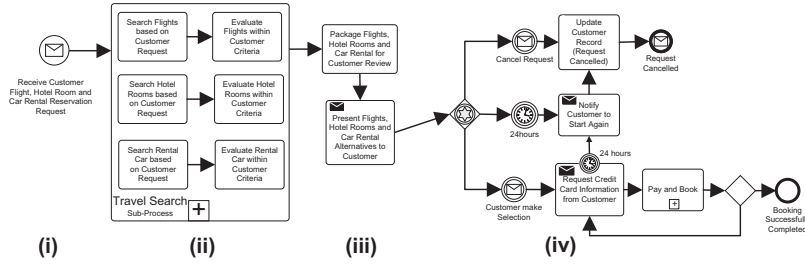 Receive Customer
Flight, Hotel Room and
Car Rental Reservation
Request
Search Flights
based on
Customer
Request
Evaluate Flights
within Customer
Criteria
Search Hotel
Rooms based on
Customer
Request
Evaluate Hotel
Rooms within
Customer
Criteria
Search Rental
Car based on
Customer
Request
Evaluate Rental
Car within
Customer
Criteria
Travel Search
Sub-Process
Package Flights,
Hotel Rooms and
Car Rental for
Customer Review
Present Flights,
Hotel Rooms and
Car Rental
Alternatives to
Customer
Cancel Request
Update
Customer
Record
(Request
Cancelled)
Request
Cancelled
24hours
Notify
Customer to
Start Again
24 hours
Customer make
Selection
Request Credit
Card Information
from Customer
Pay and Book
Booking
Successfully
Completed
(i)
(ii)
(iii)
(iv)